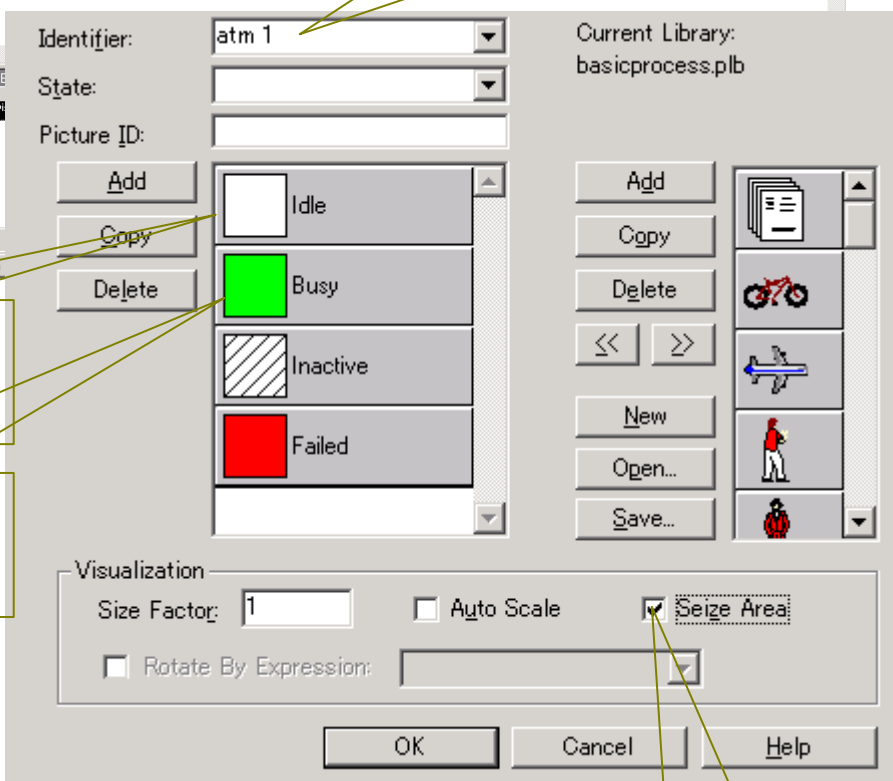 Identifier:
atm 1
Current Library:
basicprocess.plb
State:
Picture ID:
Add
Copy
Delete
Idle
Busy
Inactive
Failed
Add
Copy
Delete
<<
>>
New
Open...
Save...
Visualization
Size Factor:
1
Auto Scale
Seize Area
Rotate By Expression:
OK
Cancel
Help